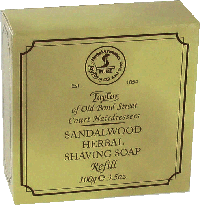 Est 1854
Taylor
of Old Bond Street
Court Hairdressers
SANDALWOOD
HERBAL
SHAVING SOAP
Refill
100g e 3.5oz